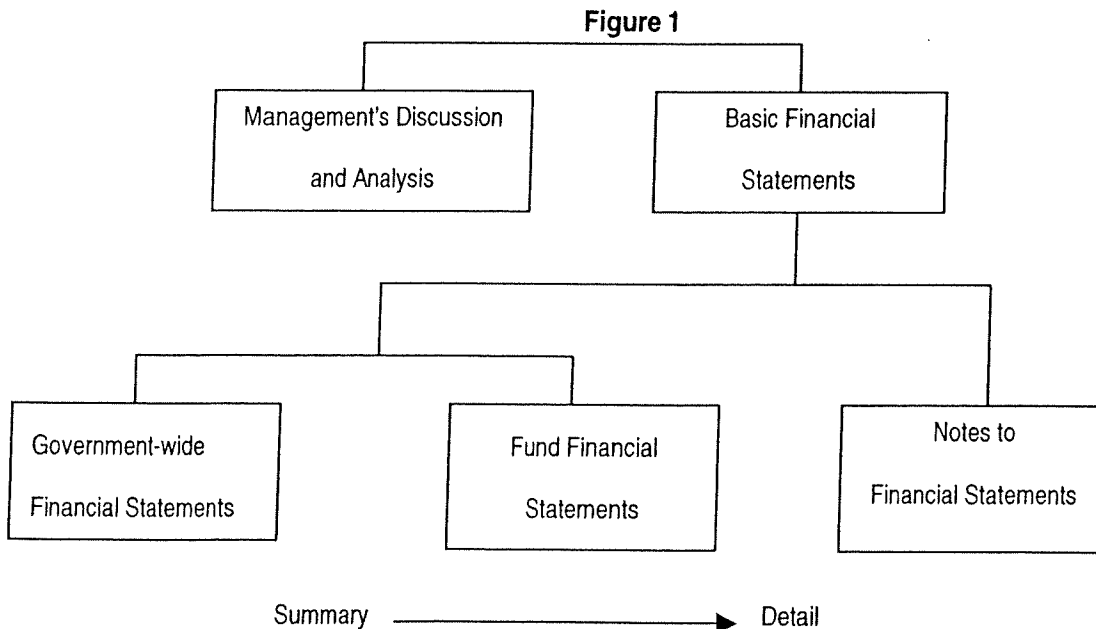 Figure 1
Management's Discussion
and Analysis
Basic Financial
Statements
Government-wide
Financial Statements
Fund Financial
Statements
Notes to
Financial Statements
Summary
Detail